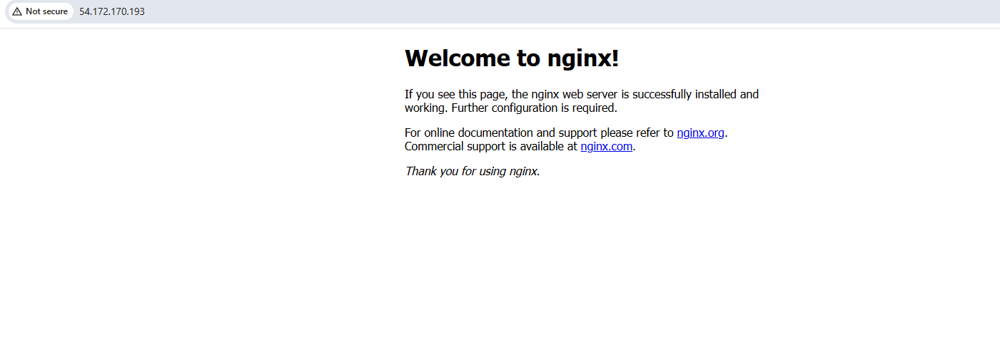 Not secure 54.172.170.193
Welcome to nginx!
If you see this page, the nginx web server is successfully installed and
working. Further configuration is required.
For online documentation and support please refer to nginx.org.
Commercial support is available at nginx.com.
Thank you for using nginx.